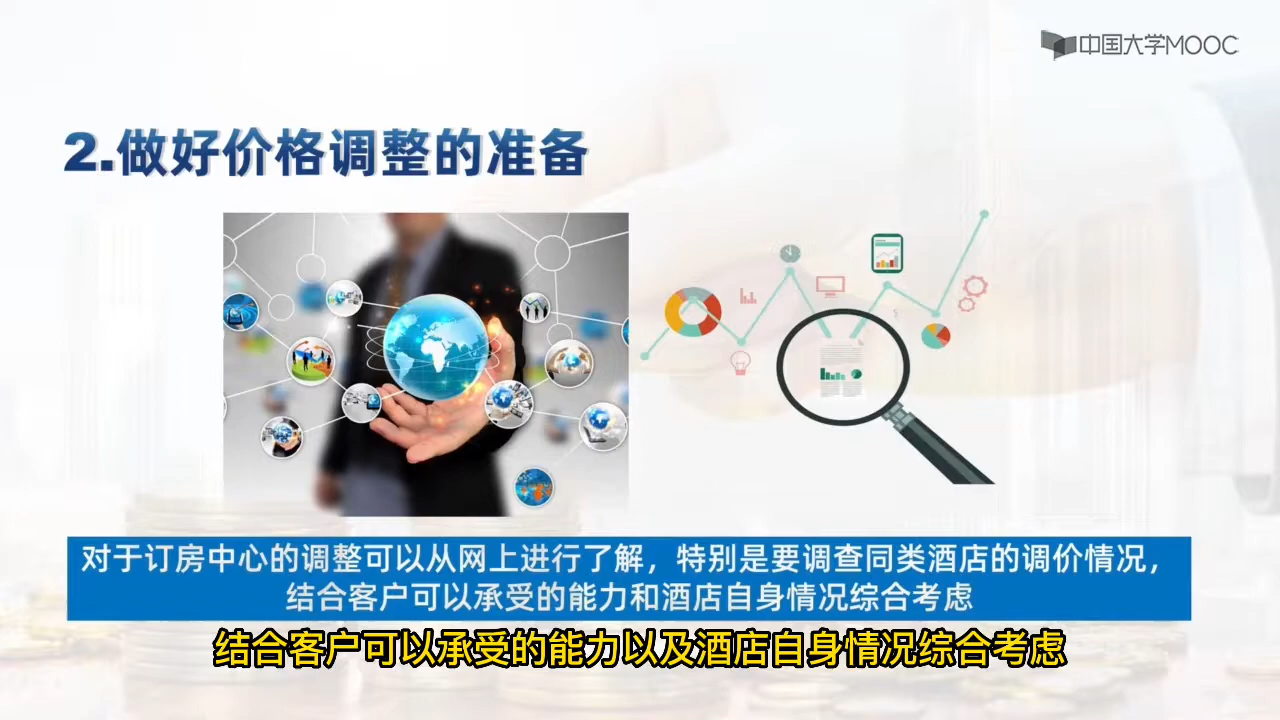 中国大学MOOC
2.做好价格调整的准备
对于订房中心的调整可以从网上进行了解，特别是要调查同类酒店的调价情况，
结合客户可以承受的能力和酒店自身情况综合考虑
结合客户可以承受的能力以及酒店自身情况综合考虑